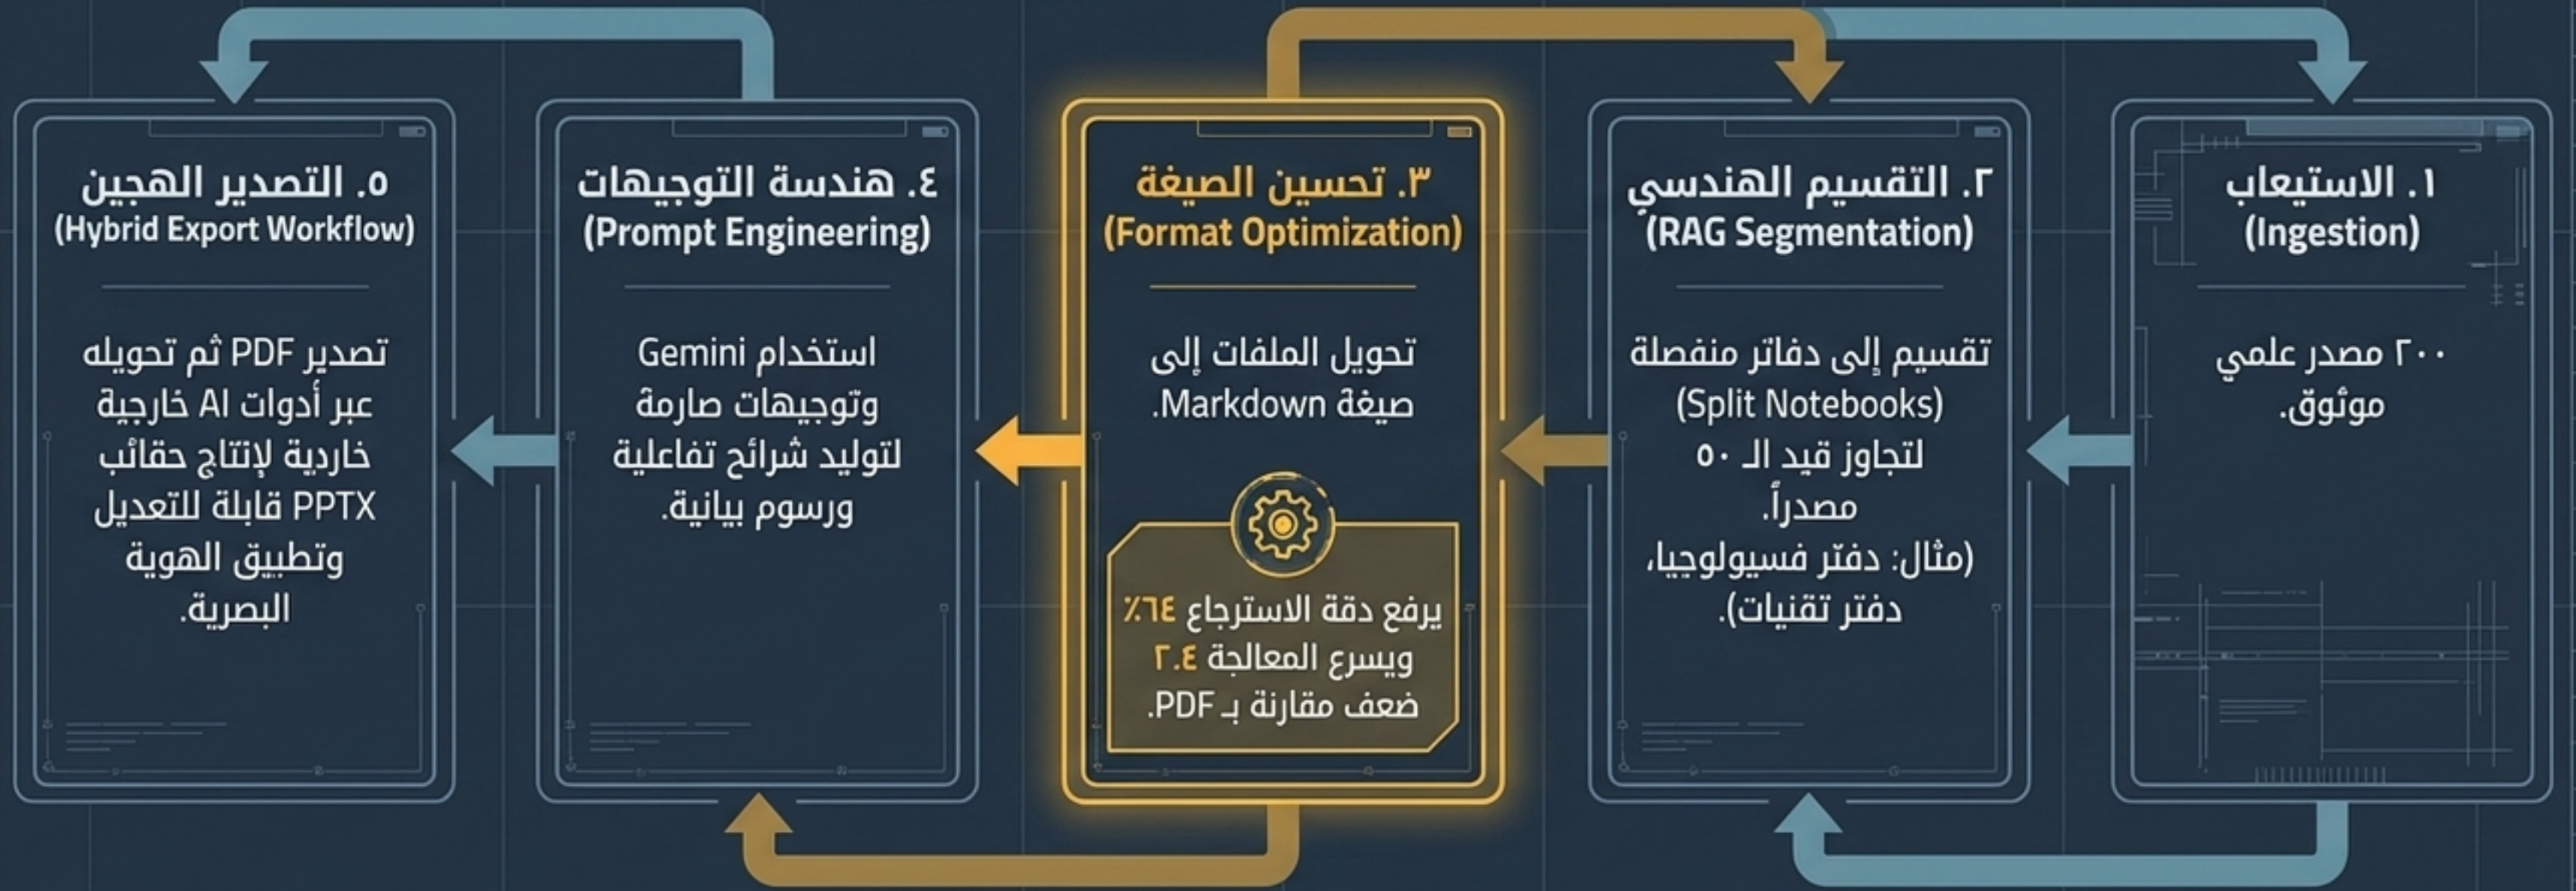 ١. الاستيعاب
(Ingestion)
٢٠٠ مصدر علمي
موثوق.
٢. التقسيم الهندسي
(RAG Segmentation)
تقسيم إلى دفاتر منفصلة
(Split Notebooks)
لتجاوز قيد الـ ٥٠
مصدراً.
(مثال: دفتر فسيولوجيا،
دفتر تقنيات).
٣. تحسين الصيغة
(Format Optimization)
تحويل الملفات إلى
صيغة Markdown.
يرفع دقة الاسترجاع ٦٤٪
ويسرع المعالجة ٢.٤
ضعف مقارنة بـ PDF.
٤. هندسة التوجيهات
(Prompt Engineering)
استخدام Gemini
وتوجيهات صارمة
لتوليد شرائح تفاعلية
ورسوم بيانية.
٥. التصدير الهجين
(Hybrid Export Workflow)
تصدير PDF ثم تحويله
عبر أدوات AI خارجية
خاردية لإنتاج حقائب
PPTX قابلة للتعديل
وتطبيق الهوية
البصرية.